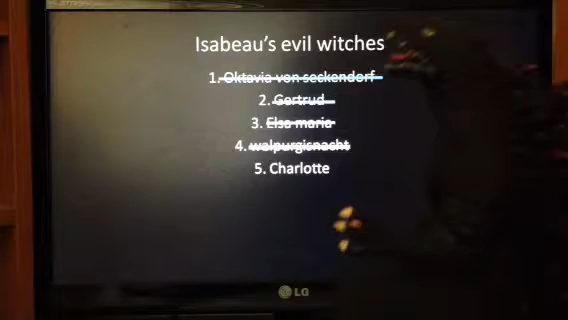 Isabeau's evil witches
1. Oktavia von seckendorf
2. Gertrud
3. Elsa maria
4. walpurgisnacht
5. Charlotte
LG